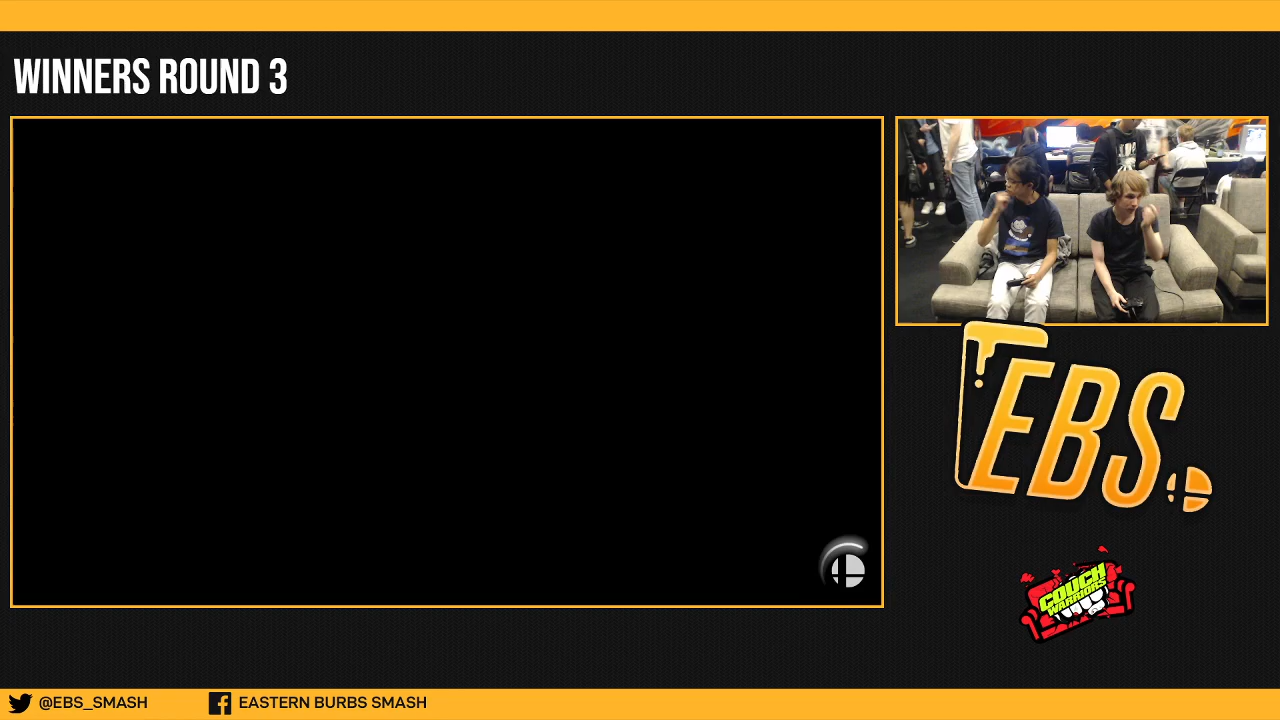 WINNERS ROUND 3
EBS
COUCH
WARRIORS
@EBS_SMASH
EASTERN BURBS SMASH